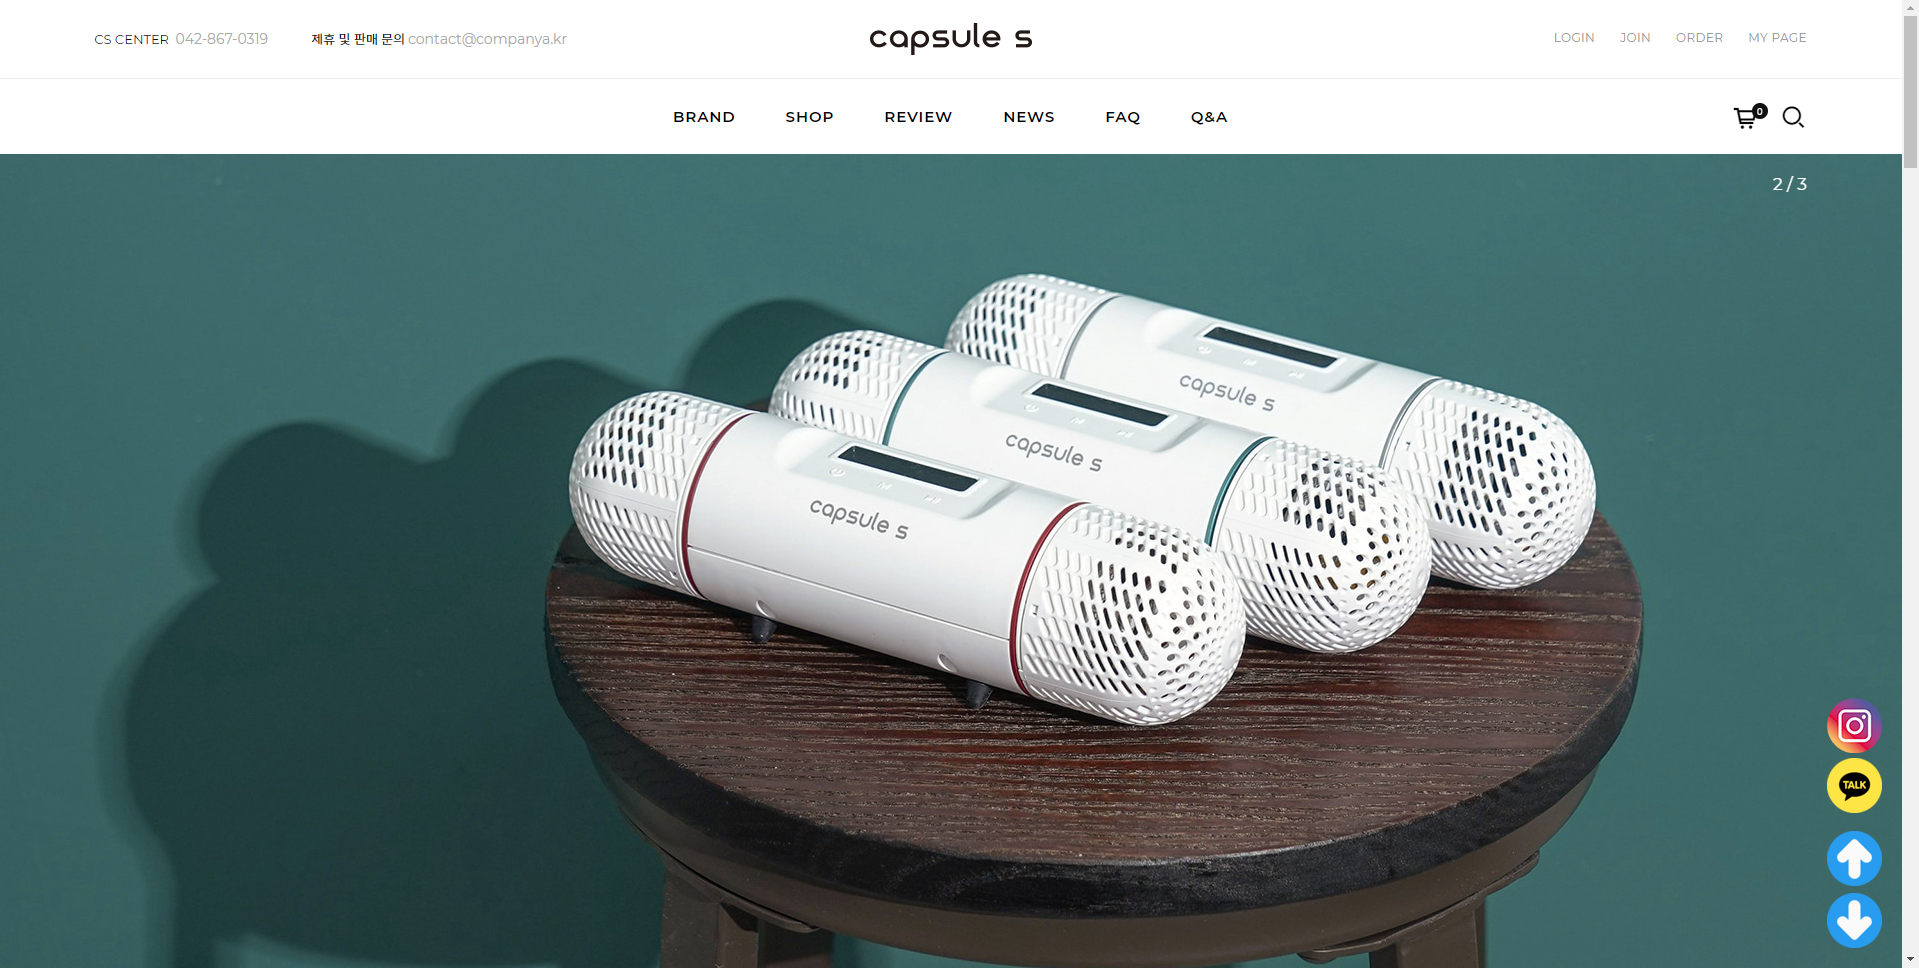 CS CENTER 042-867-0319 제휴 및 판매 문의 contact@companya.kr
capsule s
LOGIN JOIN ORDER MY PAGE
BRAND SHOP REVIEW NEWS FAQ Q&A
0
2 / 3
capsule s
capsule s
capsule s
TALK